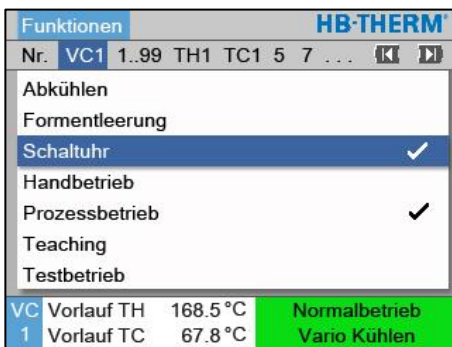 Funktionen HB-THERM®
Nr. VC1 1..99 TH1 TC1 5 7 ...
Abkühlen
Formentleerung
Schaltuhr
Handbetrieb
Prozessbetrieb
Teaching
Testbetrieb
VC Vorlauf TH 168.5 °C Normalbetrieb
1 Vorlauf TC 67.8 °C Vario Kühlen